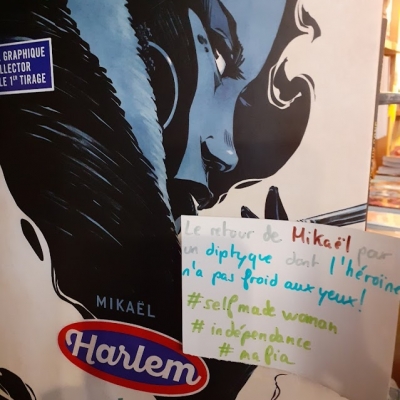 GRAPHIQUE
LLECTOR
LE 1ER TIRAGE
MIKAËL
Harlem
Le retour de Mikaël pour
un diptyque dont l'héroïne
n'a pas froid aux yeux!
#selfmade woman
#indépendance
#mafia